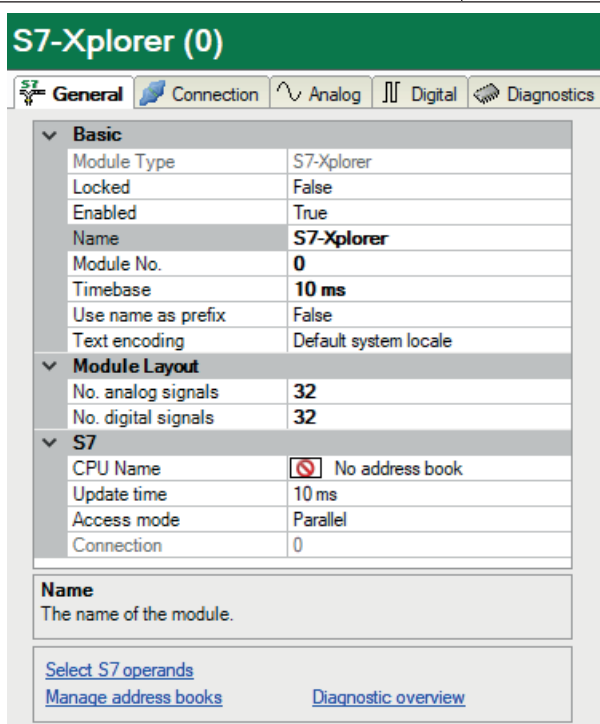 S7-Xplorer (0)
S7 General Connection Analog Digital Diagnostics
Basic
Module Type S7-Xplorer
Locked False
Enabled True
Name S7-Xplorer
Module No. 0
Timebase 10 ms
Use name as prefix False
Text encoding Default system locale
Module Layout
No. analog signals 32
No. digital signals 32
S7
CPU Name No address book
Update time 10 ms
Access mode Parallel
Connection 0
Name
The name of the module.
Select S7 operands
Manage address books Diagnostic overview